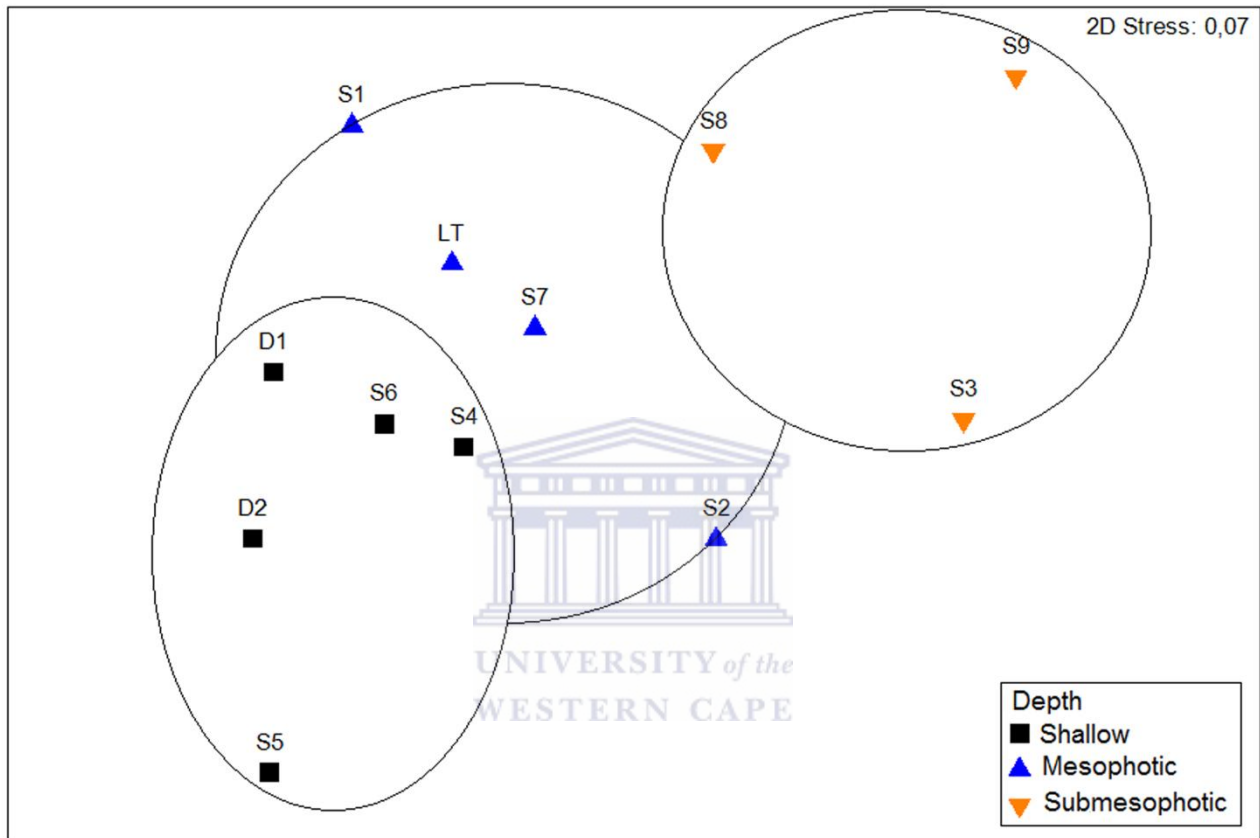 2D Stress: 0,07
S9
S1
S8
LT
S7
D1
S6
S4
S3
D2
S2
UNIVERSITY of the
WESTERN CAPE
S5
Depth
Shallow
Mesophotic
Submesophotic